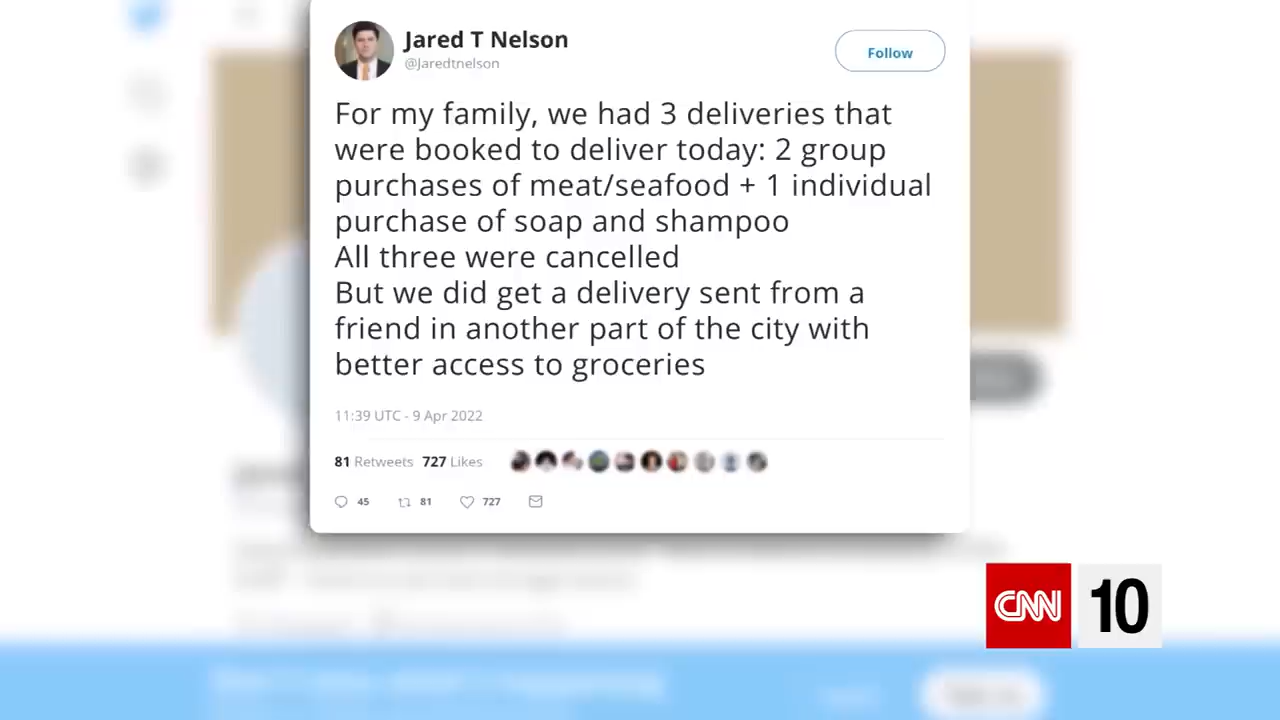 Jared T Nelson
@Jaredtnelson
Follow
For my family, we had 3 deliveries that
were booked to deliver today: 2 group
purchases of meat/seafood + 1 individual
purchase of soap and shampoo
All three were cancelled
But we did get a delivery sent from a
friend in another part of the city with
better access to groceries
11:39 UTC - 9 Apr 2022
81 Retweets 727 Likes
45 81 727
CNN 10